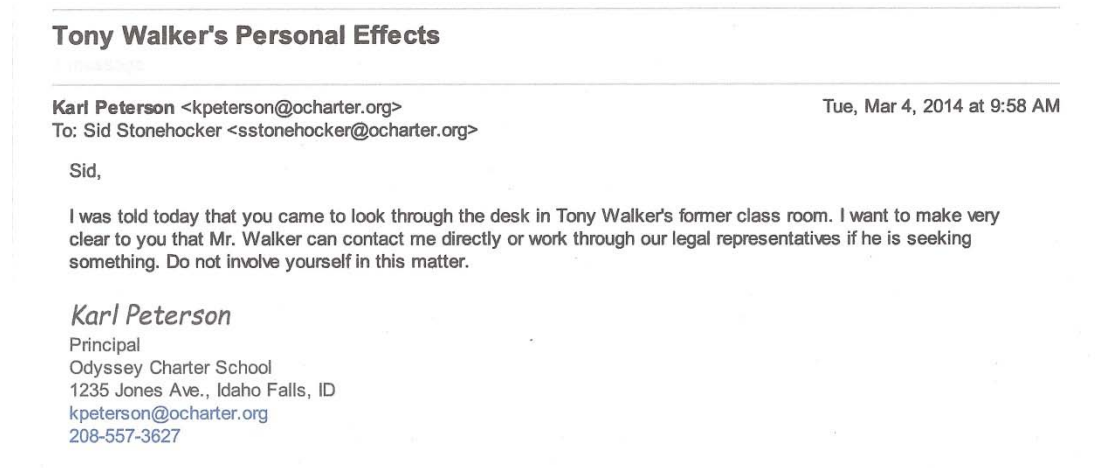 Tony Walker's Personal Effects
Karl Peterson <kpeterson@ocharter.org>
Tue, Mar 4, 2014 at 9:58 AM
To: Sid Stonehocker <sstonehocker@ocharter.org>
Sid,
I was told today that you came to look through the desk in Tony Walker's former class room. I want to make very
clear to you that Mr. Walker can contact me directly or work through our legal representatives if he is seeking
something. Do not involve yourself in this matter.
Karl Peterson
Principal
Odyssey Charter School
1235 Jones Ave., Idaho Falls, ID
kpeterson@ocharter.org
208-557-3627